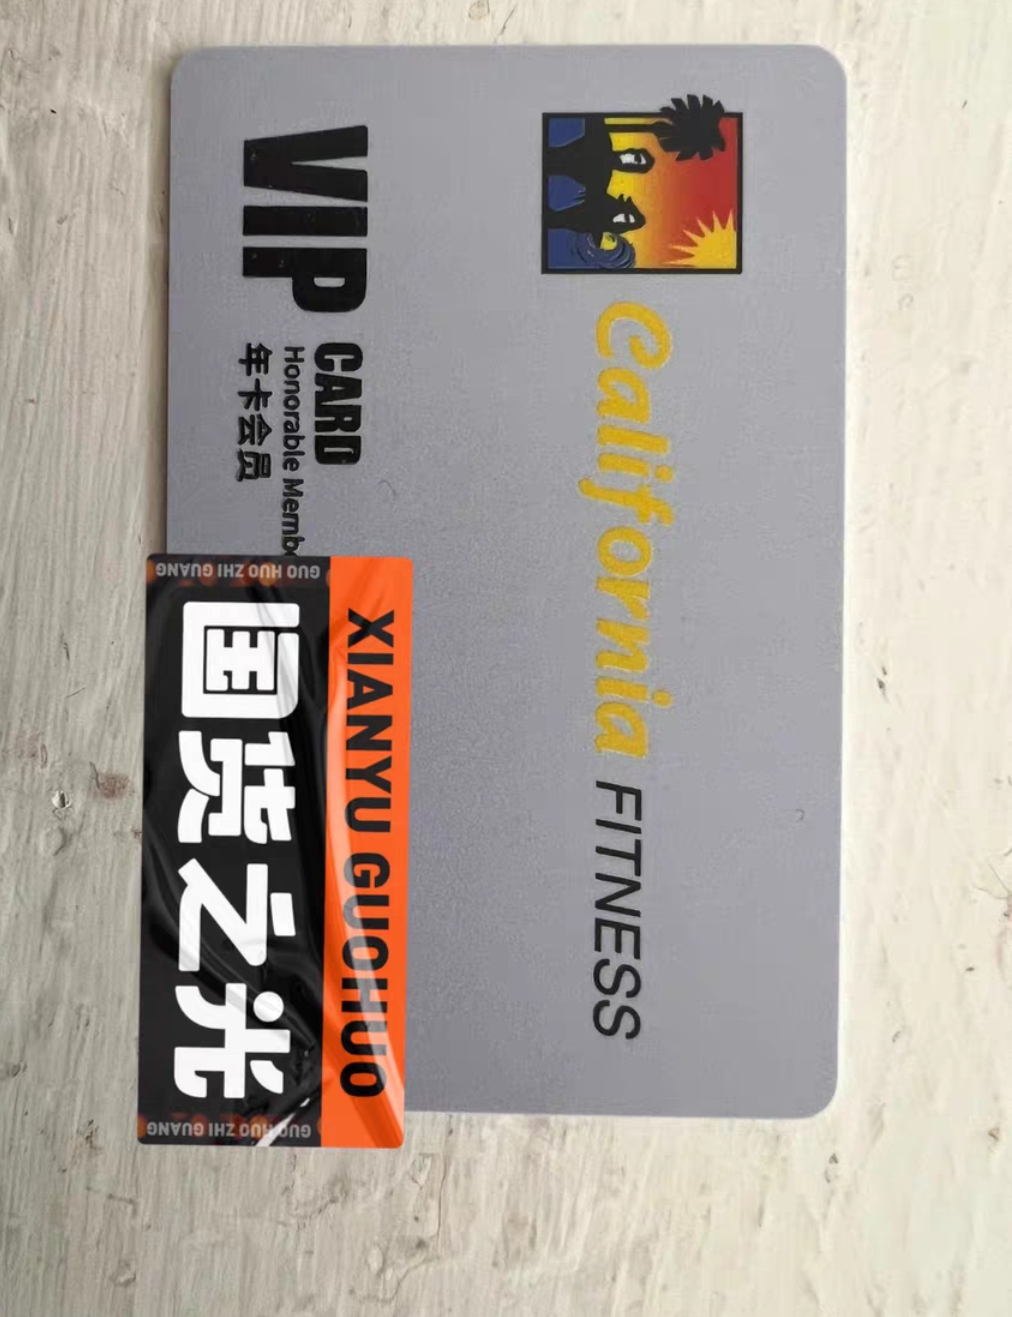 California FITNESS
VIP CARD
Honorable Memb
年卡会员
XIANYU GUOHUO
GUO HUO ZHI GUANG
国货之光
GUO HUO ZHI GUANG